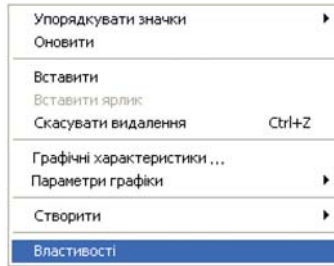 Упорядкувати значки
Оновити
Вставити
Вставити ярлик
Скасувати видалення Ctrl+Z
Графічні характеристики ...
Параметри графіки
Створити
Властивості